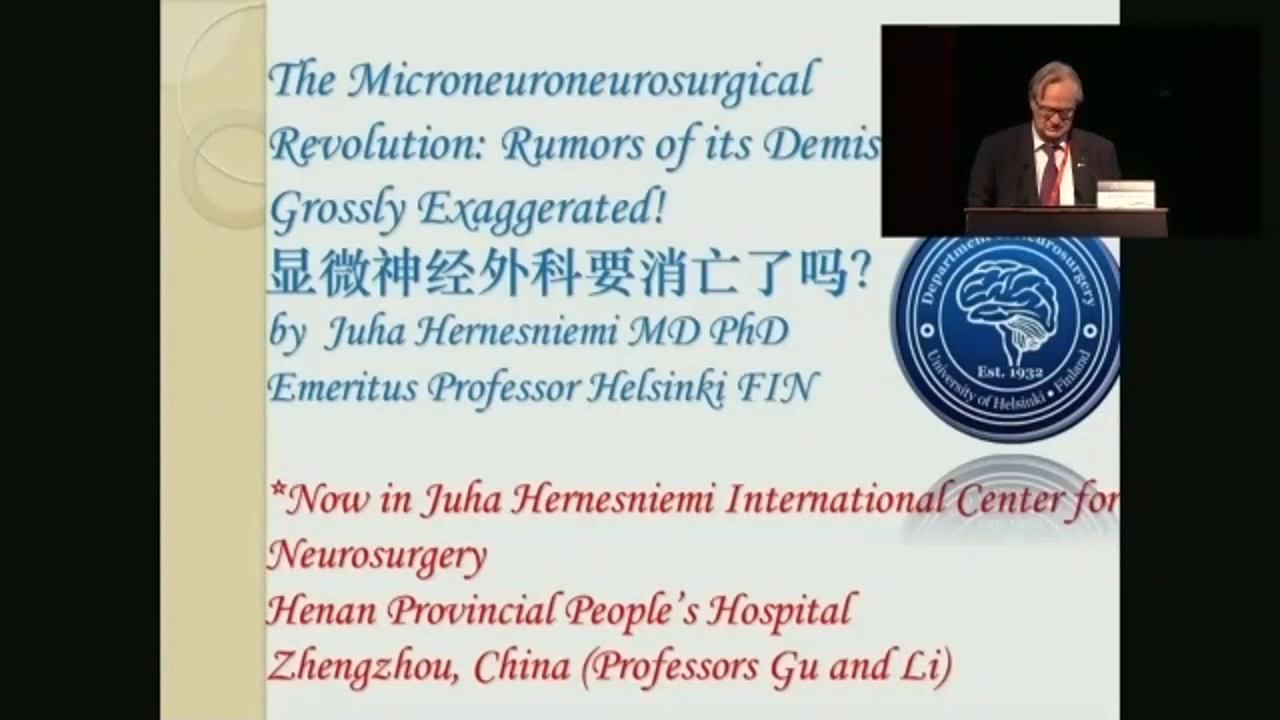 The Microneuroneurosurgical
Revolution: Rumors of its Demis
Grossly Exaggerated!
显微神经外科要消亡了吗?
by Juha Hernesniemi MD PhD
Emeritus Professor Helsinki FIN
Department of Neurosurgery
Est. 1932
University of Helsinki • Finland
*Now in Juha Hernesniemi International Center for
Neurosurgery
Henan Provincial People's Hospital
Zhengzhou, China (Professors Gu and Li)